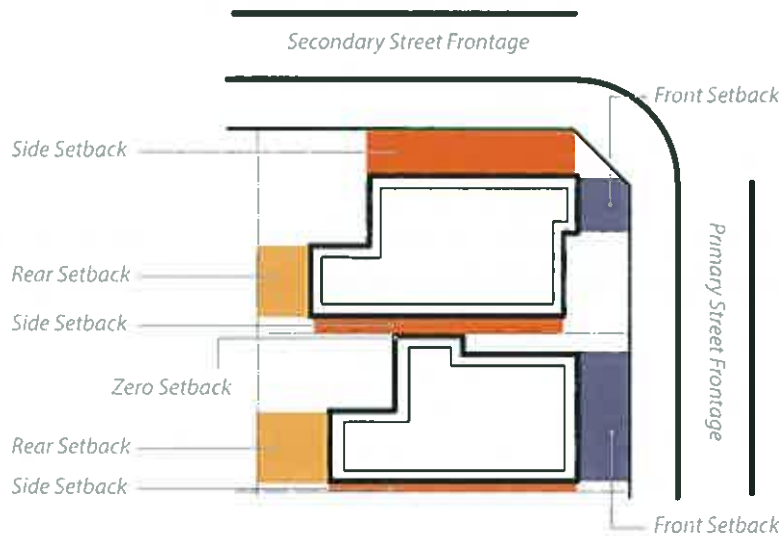 Secondary Street Frontage
Front Setback
Side Setback
Primary Street Frontage
Rear Setback
Side Setback
Zero Setback
Rear Setback
Side Setback
Front Setback